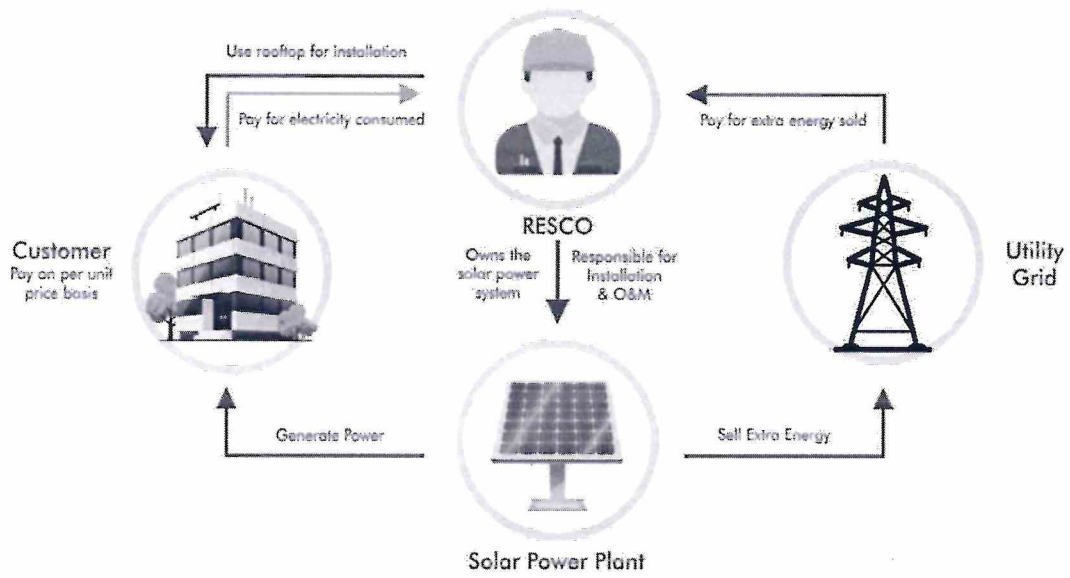 Use rooftop for installation
Pay for electricity consumed
Pay for extra energy sold
RESCO
Owns the
solar power
system
Responsible for
Installation
& O&M
Customer
Pay on per unit
price basis
Utility
Grid
Generate Power
Sell Extra Energy
Solar Power Plant